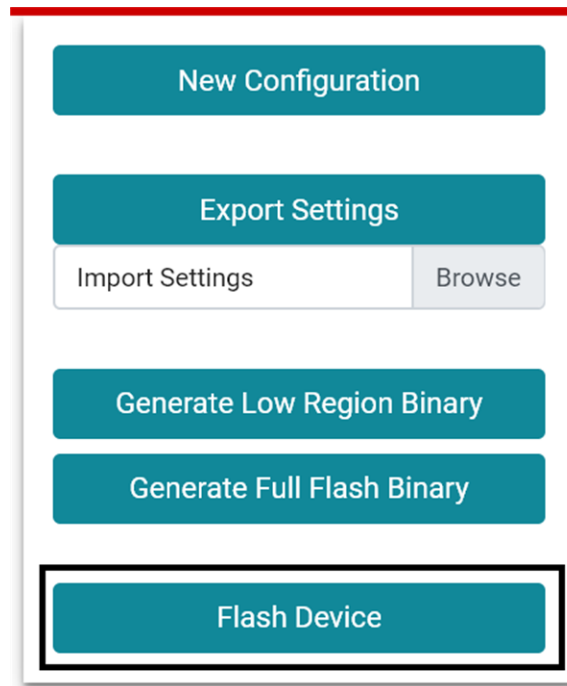 New Configuration
Export Settings
Import Settings Browse
Generate Low Region Binary
Generate Full Flash Binary
Flash Device